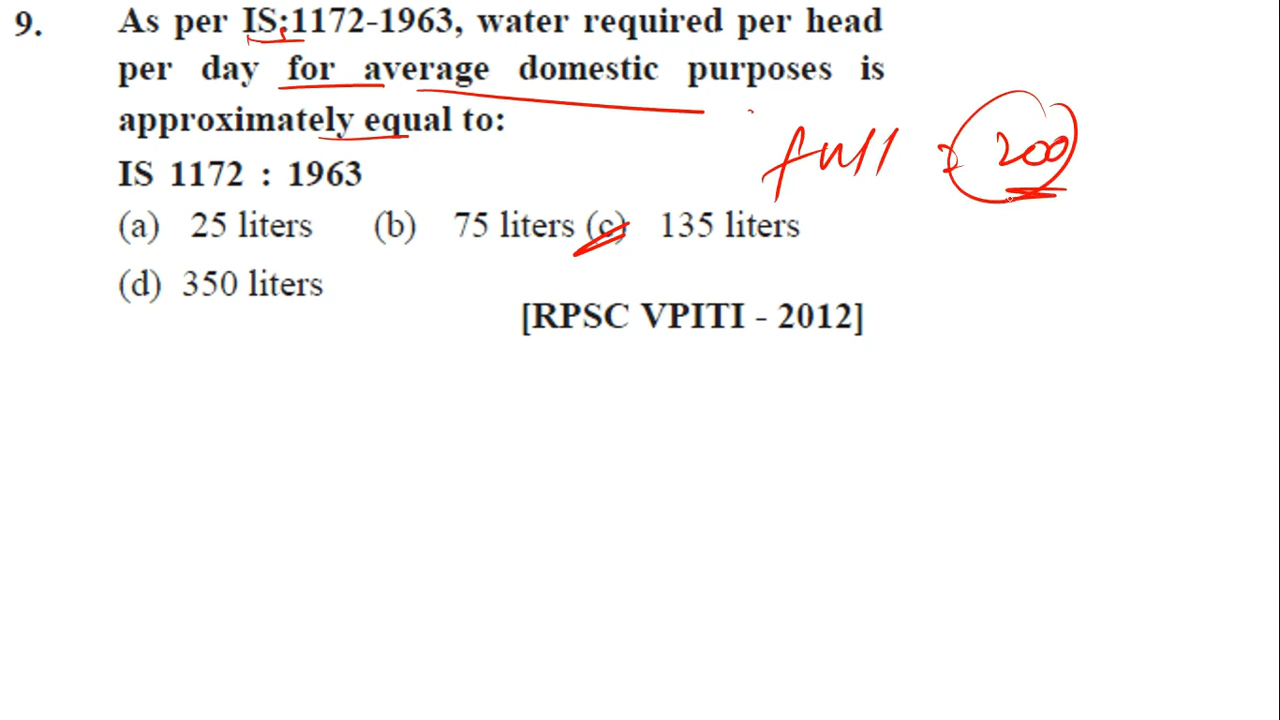 9. As per IS:1172-1963, water required per head
per day for average domestic purposes is
approximately equal to:
full 200
IS 1172 : 1963
(a) 25 liters (b) 75 liters (c) 135 liters
(d) 350 liters
[RPSC VPITI - 2012]